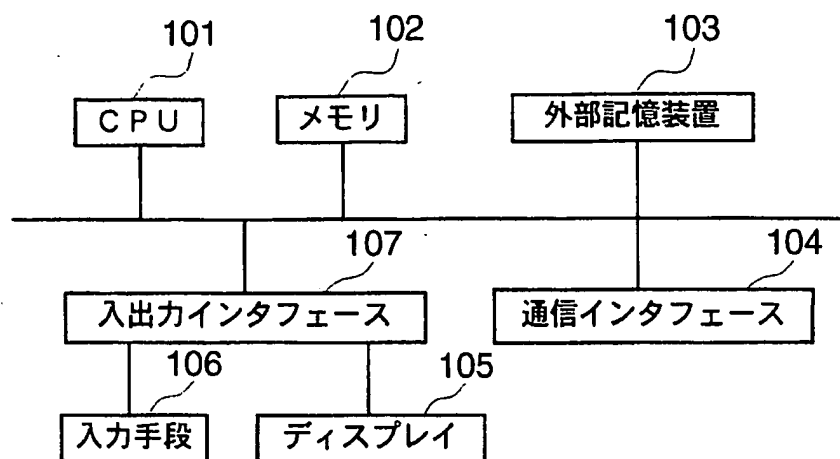 101
102
103
ＣＰＵ
メモリ
外部記憶装置
107
104
入出力インタフェース
通信インタフェース
106
105
入力手段
ディスプレイ